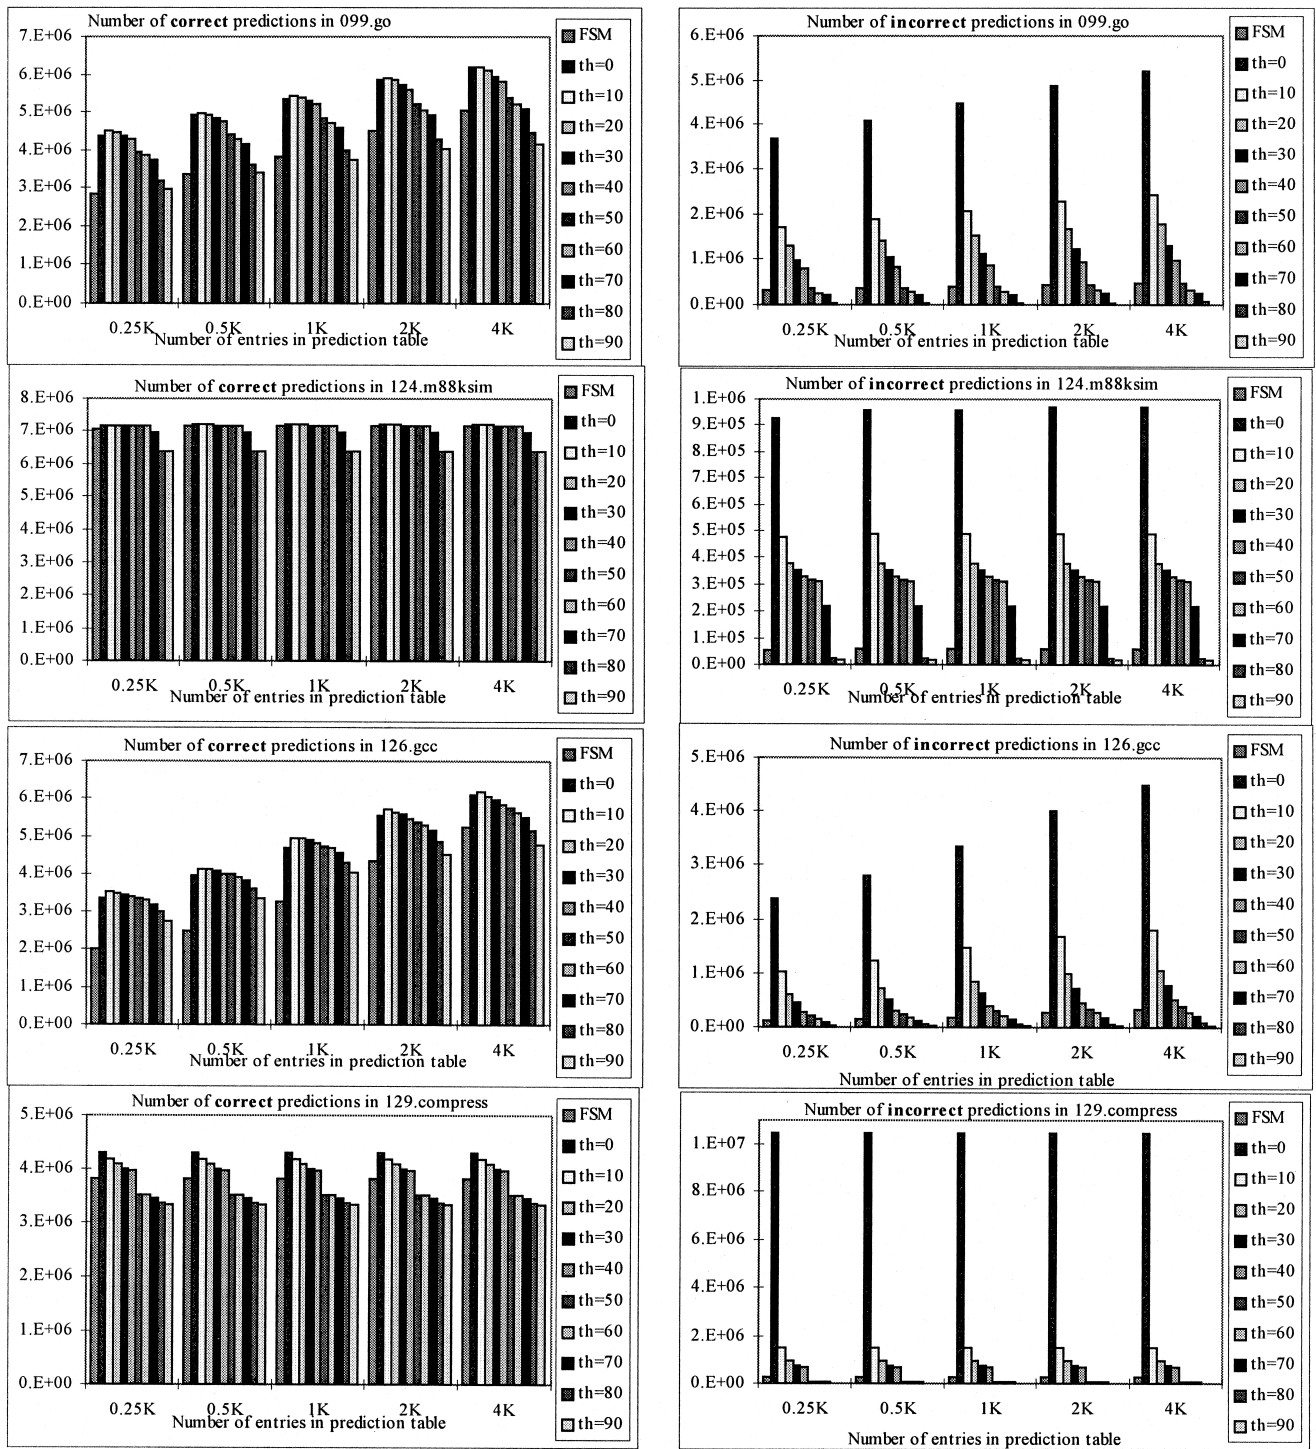 Number of correct predictions in 099.go
7.E+06
6.E+06
5.E+06
4.E+06
3.E+06
2.E+06
1.E+06
0.E+00
0.25K 0.5K 1K 2K 4K
Number of entries in prediction table
FSM
th=0
th=10
th=20
th=30
th=40
th=50
th=60
th=70
th=80
th=90
Number of incorrect predictions in 099.go
6.E+06
5.E+06
4.E+06
3.E+06
2.E+06
1.E+06
0.E+00
0.25K 0.5K 1K 2K 4K
Number of entries in prediction table
FSM
th=0
th=10
th=20
th=30
th=40
th=50
th=60
th=70
th=80
th=90
Number of correct predictions in 124.m88ksim
8.E+06
7.E+06
6.E+06
5.E+06
4.E+06
3.E+06
2.E+06
1.E+06
0.E+00
0.25K 0.5K 1K 2K 4K
Number of entries in prediction table
FSM
th=0
th=10
th=20
th=30
th=40
th=50
th=60
th=70
th=80
th=90
Number of incorrect predictions in 124.m88ksim
1.E+06
9.E+05
8.E+05
7.E+05
6.E+05
5.E+05
4.E+05
3.E+05
2.E+05
1.E+05
0.E+00
0.25K 0.5K 1K 2K 4K
Number of entries in prediction table
FSM
th=0
th=10
th=20
th=30
th=40
th=50
th=60
th=70
th=80
th=90
Number of correct predictions in 126.gcc
7.E+06
6.E+06
5.E+06
4.E+06
3.E+06
2.E+06
1.E+06
0.E+00
0.25K 0.5K 1K 2K 4K
Number of entries in prediction table
FSM
th=0
th=10
th=20
th=30
th=40
th=50
th=60
th=70
th=80
th=90
Number of incorrect predictions in 126.gcc
5.E+06
4.E+06
3.E+06
2.E+06
1.E+06
0.E+00
0.25K 0.5K 1K 2K 4K
Number of entries in prediction table
FSM
th=0
th=10
th=20
th=30
th=40
th=50
th=60
th=70
th=80
th=90
Number of correct predictions in 129.compress
5.E+06
4.E+06
3.E+06
2.E+06
1.E+06
0.E+00
0.25K 0.5K 1K 2K 4K
Number of entries in prediction table
FSM
th=0
th=10
th=20
th=30
th=40
th=50
th=60
th=70
th=80
th=90
Number of incorrect predictions in 129.compress
1.E+07
8.E+06
6.E+06
4.E+06
2.E+06
0.E+00
0.25K 0.5K 1K 2K 4K
Number of entries in prediction table
FSM
th=0
th=10
th=20
th=30
th=40
th=50
th=60
th=70
th=80
th=90